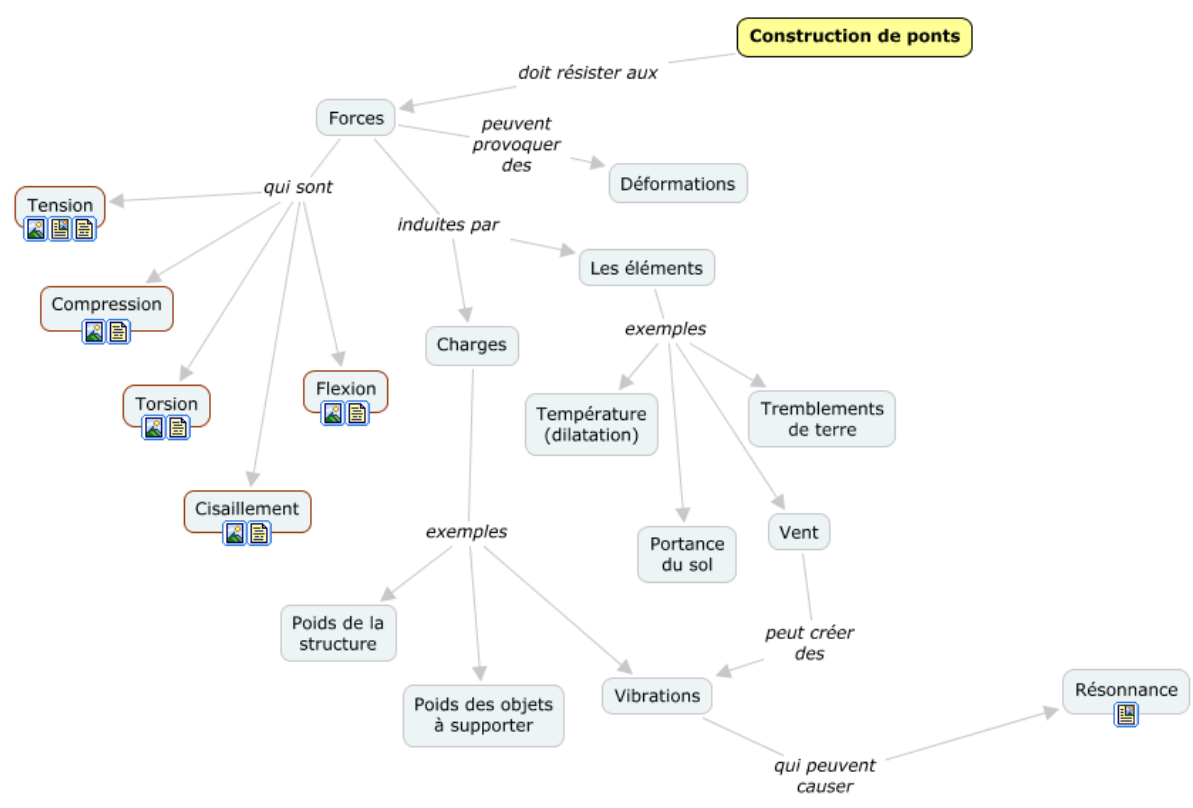 Construction de ponts
doit résister aux
Forces
peuvent
provoquer
des
Déformations
qui sont
Tension
induites par
Les éléments
Compression
exemples
Charges
Flexion
Torsion
Température
(dilatation)
Tremblements
de terre
Cisaillement
exemples
Portance
du sol
Vent
Poids de la
structure
peut créer
des
Poids des objets
à supporter
Vibrations
Résonnance
qui peuvent
causer